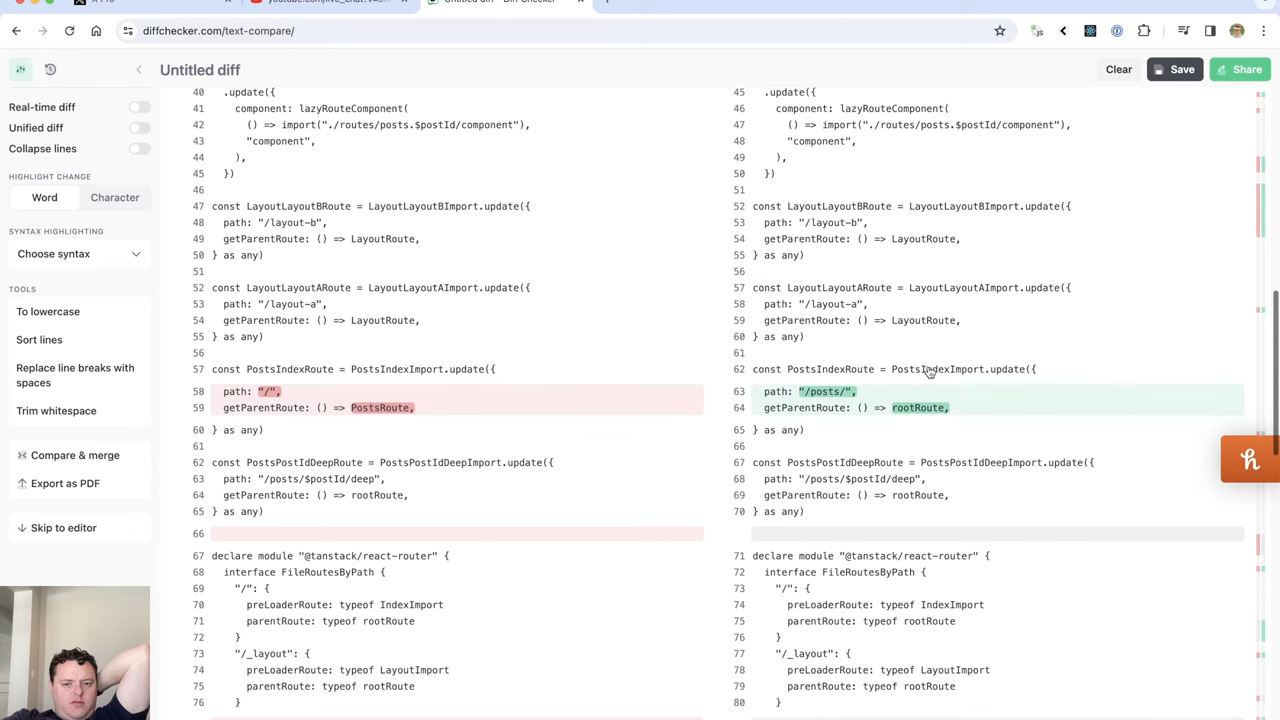 X Pro
youtube.com/live_chat?v=
Untitled diff - Diff Checker
diffchecker.com/text-compare/
Untitled diff
Clear
Save
Share
Real-time diff
Unified diff
Collapse lines
HIGHLIGHT CHANGE
Word
Character
SYNTAX HIGHLIGHTING
Choose syntax
TOOLS
To lowercase
Sort lines
Replace line breaks with
spaces
Trim whitespace
Compare & merge
Export as PDF
Skip to editor
40 .update({
41 component: lazyRouteComponent(
42 () => import("./routes/posts.$postId/component"),
43 "component",
44 ),
45 })
46
47 const LayoutLayoutBRoute = LayoutLayoutBImport.update({
48 path: "/layout-b",
49 getParentRoute: () => LayoutRoute,
50 } as any)
51
52 const LayoutLayoutARoute = LayoutLayoutAImport.update({
53 path: "/layout-a",
54 getParentRoute: () => LayoutRoute,
55 } as any)
56
57 const PostsIndexRoute = PostsIndexImport.update({
58 path: "/",
59 getParentRoute: () => PostsRoute,
60 } as any)
61
62 const PostsPostIdDeepRoute = PostsPostIdDeepImport.update({
63 path: "/posts/$postId/deep",
64 getParentRoute: () => rootRoute,
65 } as any)
66
67 declare module "@tanstack/react-router" {
68 interface FileRoutesByPath {
69 "/": {
70 preLoaderRoute: typeof IndexImport
71 parentRoute: typeof rootRoute
72 }
73 "/_layout": {
74 preLoaderRoute: typeof LayoutImport
75 parentRoute: typeof rootRoute
76 }
45 .update({
46 component: lazyRouteComponent(
47 () => import("./routes/posts.$postId/component"),
48 "component",
49 ),
50 })
51
52 const LayoutLayoutBRoute = LayoutLayoutBImport.update({
53 path: "/layout-b",
54 getParentRoute: () => LayoutRoute,
55 } as any)
56
57 const LayoutLayoutARoute = LayoutLayoutAImport.update({
58 path: "/layout-a",
59 getParentRoute: () => LayoutRoute,
60 } as any)
61
62 const PostsIndexRoute = PostsIndexImport.update({
63 path: "/posts/",
64 getParentRoute: () => rootRoute,
65 } as any)
66
67 const PostsPostIdDeepRoute = PostsPostIdDeepImport.update({
68 path: "/posts/$postId/deep",
69 getParentRoute: () => rootRoute,
70 } as any)
71 declare module "@tanstack/react-router" {
72 interface FileRoutesByPath {
73 "/": {
74 preLoaderRoute: typeof IndexImport
75 parentRoute: typeof rootRoute
76 }
77 "/_layout": {
78 preLoaderRoute: typeof LayoutImport
79 parentRoute: typeof rootRoute
80 }